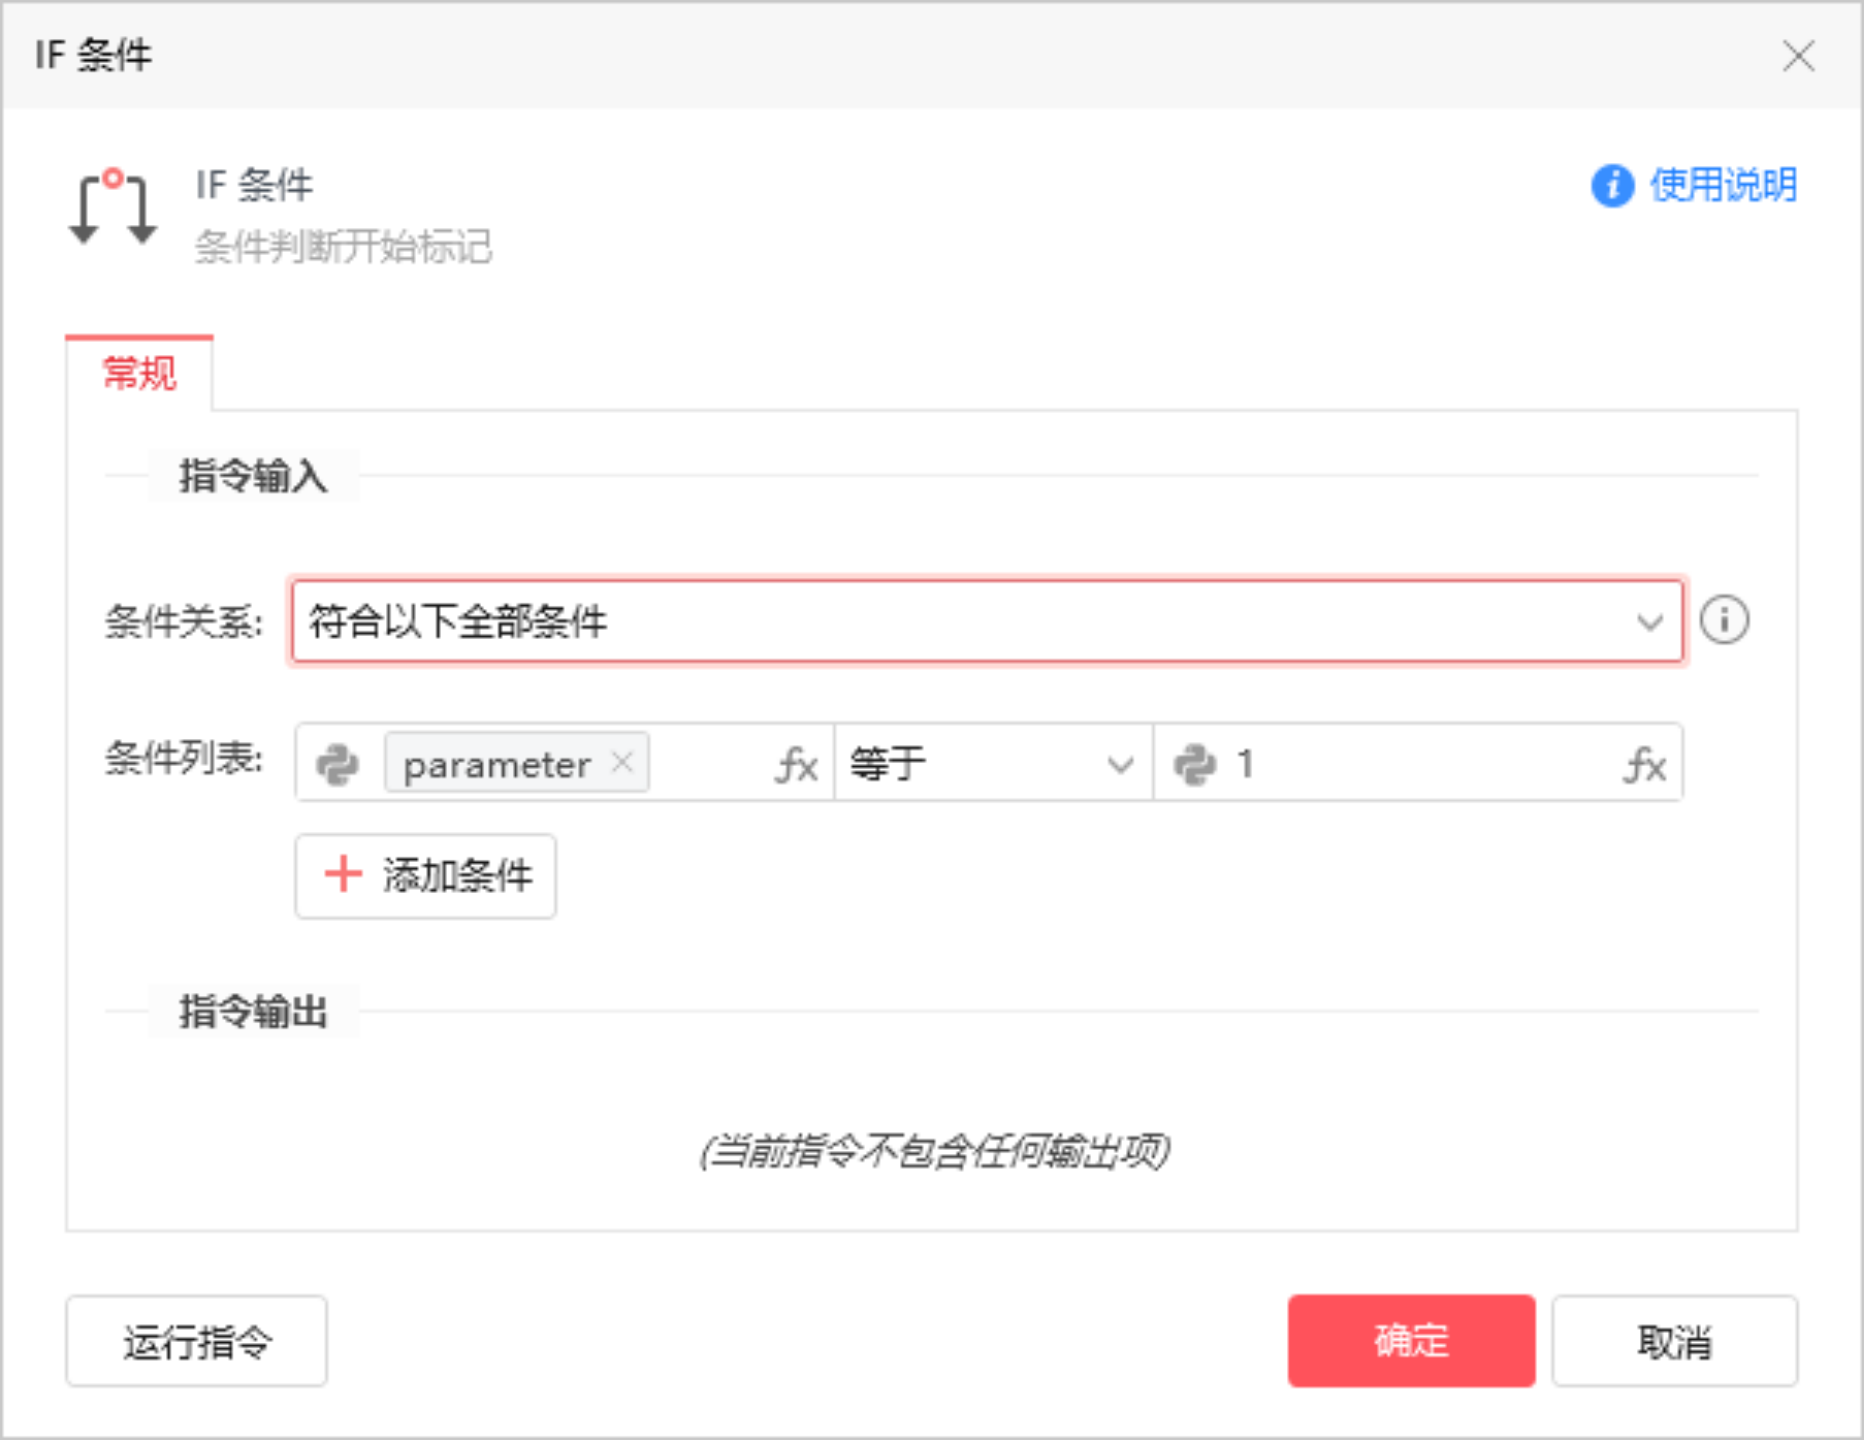 IF 条件
IF 条件
使用说明
条件判断开始标记
常规
指令输入
条件关系: 符合以下全部条件
条件列表: parameter fx 等于 1 fx
添加条件
指令输出
(当前指令不包含任何输出项)
运行指令 确定 取消